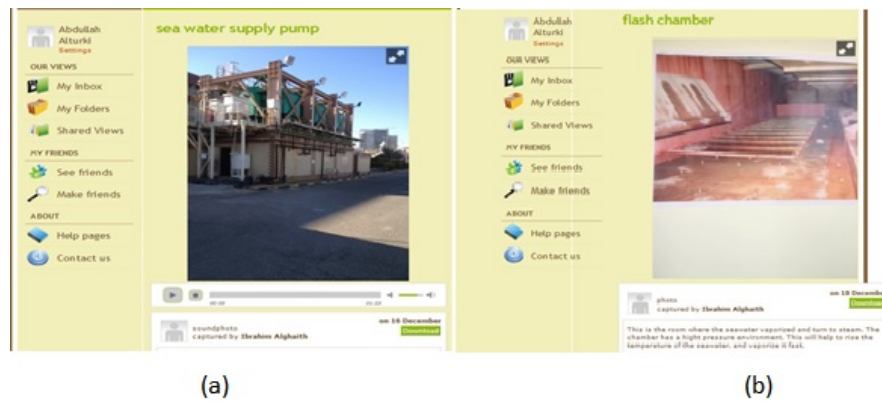 Abdullah
Alturki
Settings
OUR VIEWS
My Inbox
My Folders
Shared Views
MY FRIENDS
See friends
Make friends
ABOUT
Help pages
Contact us
sea water supply pump
00:00
soundphoto
captured by Ibrahim Alghaith
on 16 December
Download
(a)
Abdullah
Alturki
Settings
OUR VIEWS
My Inbox
My Folders
Shared Views
MY FRIENDS
See friends
Make friends
ABOUT
Help pages
Contact us
flash chamber
photo
captured by Ibrahim Alghaith
on 18 Decembe
Download
This is the room where the seawater vaporized and turn to steam. The
chamber has a hight pressure environment. This will help to rise the
temperature of the seawater, and vaporize it fast.
(b)